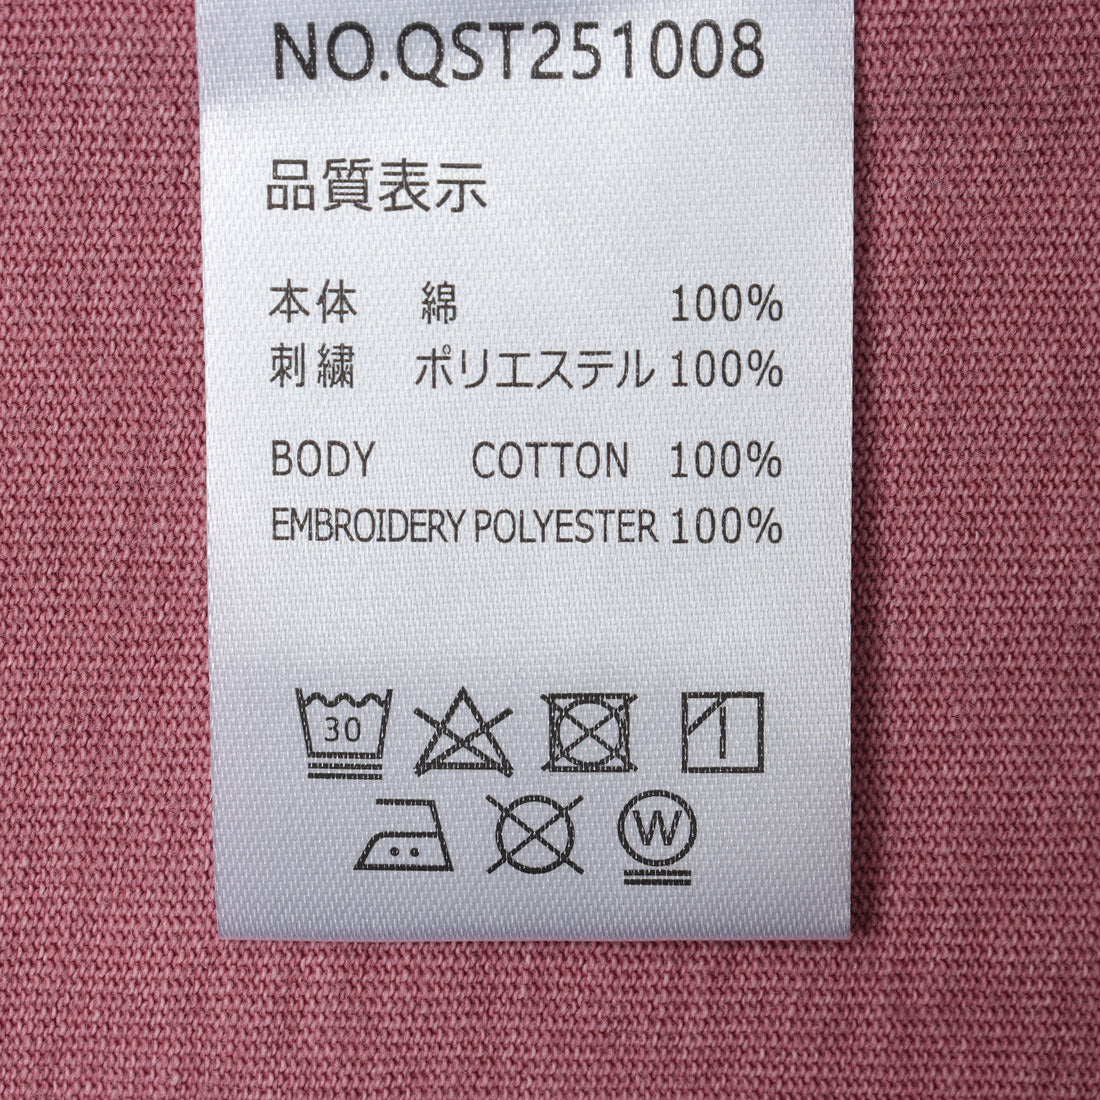 NO.QST251008
品質表示
本体 綿 100%
刺繍 ポリエステル 100%
BODY COTTON 100%
EMBROIDERY POLYESTER 100%
30
W